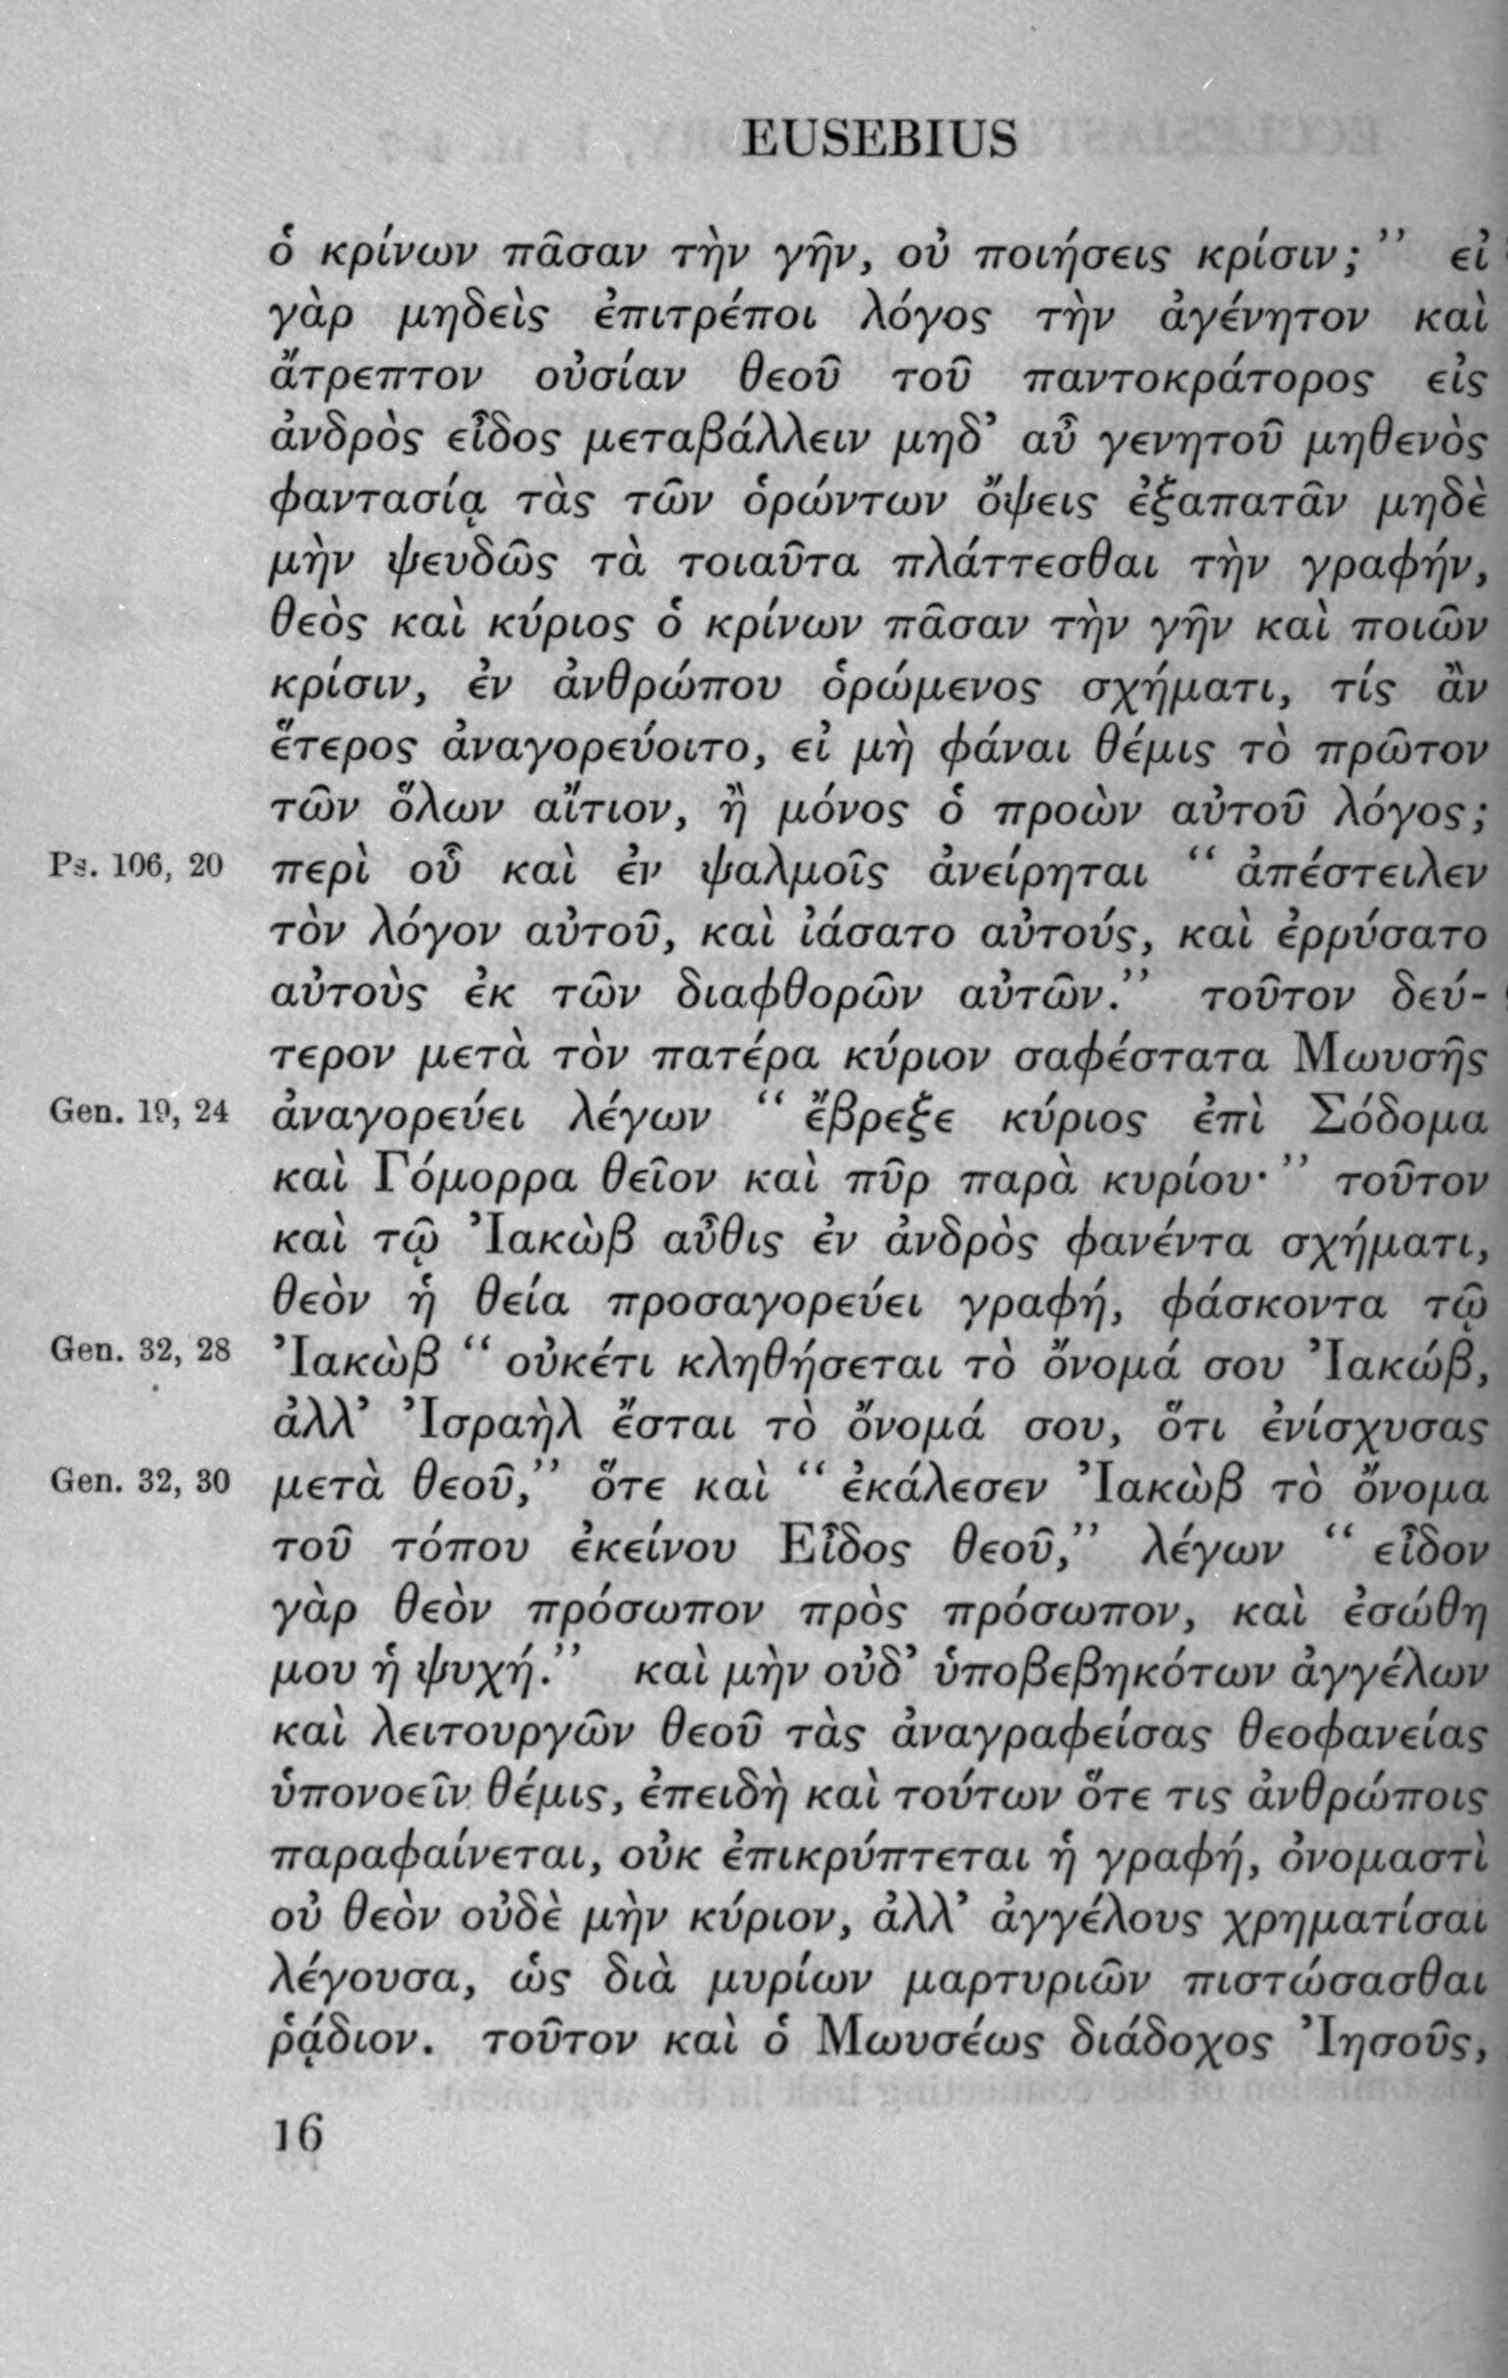 EUSEBIUS
ὁ κρίνων πᾶσαν τὴν γῆν, οὐ ποιήσεις κρίσιν;” εἰ
γὰρ μηδεὶς ἐπιτρέποι λόγος τὴν ἀγένητον καὶ
ἄτρεπτον οὐσίαν θεοῦ τοῦ παντοκράτορος εἰς
ἀνδρὸς εἶδος μεταβάλλειν μηδ’ αὖ γενητοῦ μηθενὸς
φαντασίᾳ τὰς τῶν ὁρώντων ὄψεις ἐξαπατᾶν μηδὲ
μὴν ψευδῶς τὰ τοιαῦτα πλάττεσθαι τὴν γραφήν,
θεὸς καὶ κύριος ὁ κρίνων πᾶσαν τὴν γῆν καὶ ποιῶν
κρίσιν, ἐν ἀνθρώπου ὁρώμενος σχήματι, τίς ἂν
ἕτερος ἀναγορεύοιτο, εἰ μὴ φάναι θέμις τὸ πρῶτον
τῶν ὅλων αἴτιον, ἢ μόνος ὁ προὼν αὐτοῦ λόγος;
Ps. 106, 20 περὶ οὗ καὶ ἐν ψαλμοῖς ἀνείρηται “ ἀπέστειλεν
τὸν λόγον αὐτοῦ, καὶ ἰάσατο αὐτούς, καὶ ἐρρύσατο
αὐτοὺς ἐκ τῶν διαφθορῶν αὐτῶν.” τοῦτον δεύ-
τερον μετὰ τὸν πατέρα κύριον σαφέστατα Μωυσῆς
Gen. 19, 24 ἀναγορεύει λέγων “ ἔβρεξε κύριος ἐπὶ Σόδομα
καὶ Γόμορρα θεῖον καὶ πῦρ παρὰ κυρίου·” τοῦτον
καὶ τῷ Ἰακὼβ αὖθις ἐν ἀνδρὸς φανέντα σχήματι,
θεὸν ἡ θεία προσαγορεύει γραφή, φάσκοντα τῷ
Gen. 32, 28 Ἰακὼβ “ οὐκέτι κληθήσεται τὸ ὄνομά σου Ἰακώβ,
ἀλλ’ Ἰσραὴλ ἔσται τὸ ὄνομά σου, ὅτι ἐνίσχυσας
Gen. 32, 30 μετὰ θεοῦ,” ὅτε καὶ “ ἐκάλεσεν Ἰακὼβ τὸ ὄνομα
τοῦ τόπου ἐκείνου Εἶδος θεοῦ,” λέγων “ εἶδον
γὰρ θεὸν πρόσωπον πρὸς πρόσωπον, καὶ ἐσώθη
μου ἡ ψυχή.” καὶ μὴν οὐδ’ ὑποβεβηκότων ἀγγέλων
καὶ λειτουργῶν θεοῦ τὰς ἀναγραφείσας θεοφανείας
ὑπονοεῖν θέμις, ἐπειδὴ καὶ τούτων ὅτε τις ἀνθρώποις
παραφαίνεται, οὐκ ἐπικρύπτεται ἡ γραφή, ὀνομαστὶ
οὐ θεὸν οὐδὲ μὴν κύριον, ἀλλ’ ἀγγέλους χρηματίσαι
λέγουσα, ὡς διὰ μυρίων μαρτυριῶν πιστώσασθαι
ῥᾴδιον. τοῦτον καὶ ὁ Μωυσέως διάδοχος Ἰησοῦς,
16